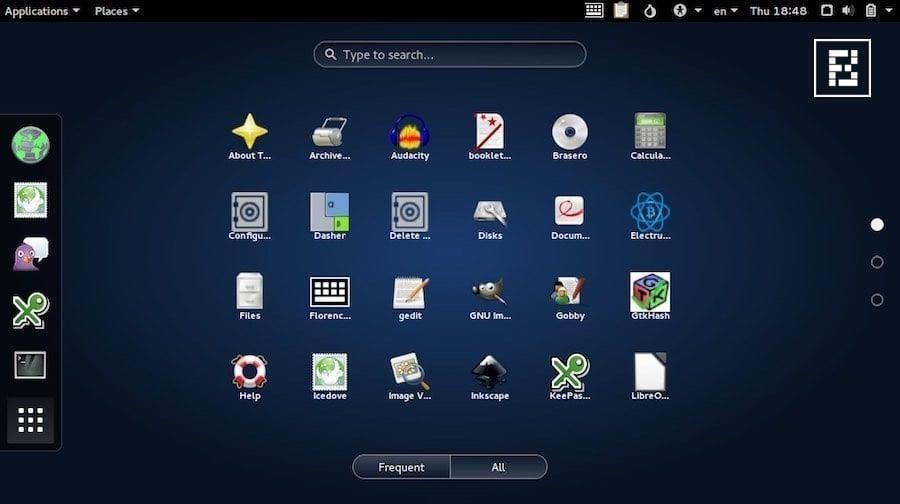 Applications Places en Thu 18:48
Type to search...
About T... Archive... Audacity booklet... Brasero Calcula...
Configu... Dasher Delete ... Disks Docum... Electru...
Files Florenc... gedit GNU Im... Gobby GtkHash
Help Icedove Image V... Inkscape KeePas... LibreO...
Frequent All